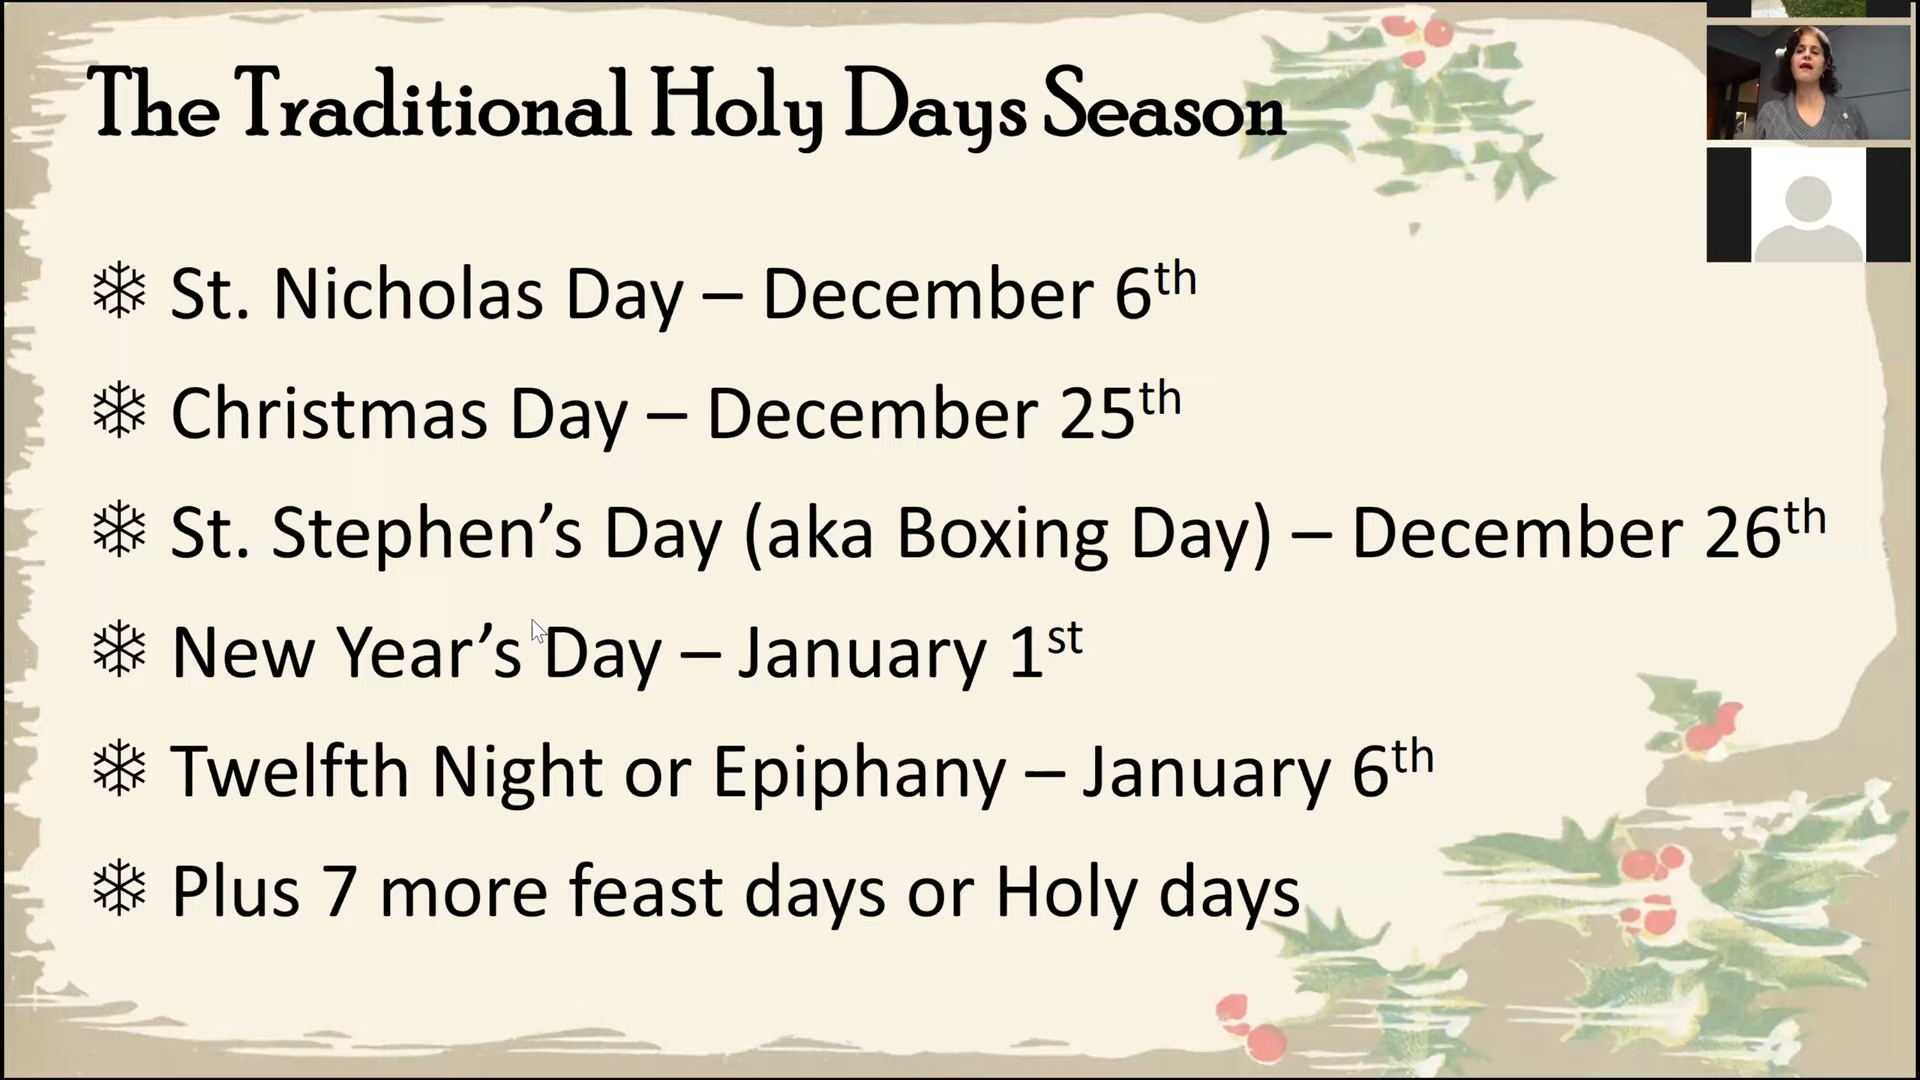 The Traditional Holy Days Season
St. Nicholas Day – December 6th
Christmas Day – December 25th
St. Stephen’s Day (aka Boxing Day) – December 26th
New Year’s Day – January 1st
Twelfth Night or Epiphany – January 6th
Plus 7 more feast days or Holy days